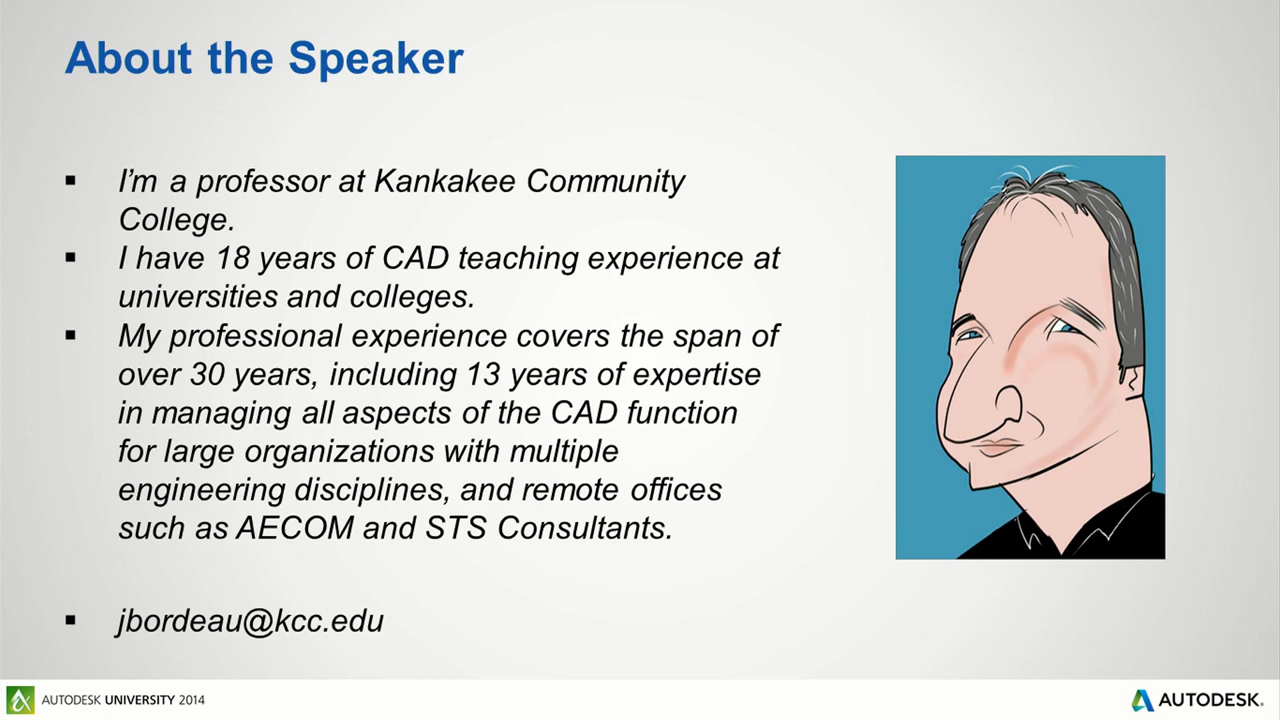 About the Speaker
▪ I’m a professor at Kankakee Community
College.
▪ I have 18 years of CAD teaching experience at
universities and colleges.
▪ My professional experience covers the span of
over 30 years, including 13 years of expertise
in managing all aspects of the CAD function
for large organizations with multiple
engineering disciplines, and remote offices
such as AECOM and STS Consultants.
▪ jbordeau@kcc.edu
AUTODESK UNIVERSITY 2014
AUTODESK®